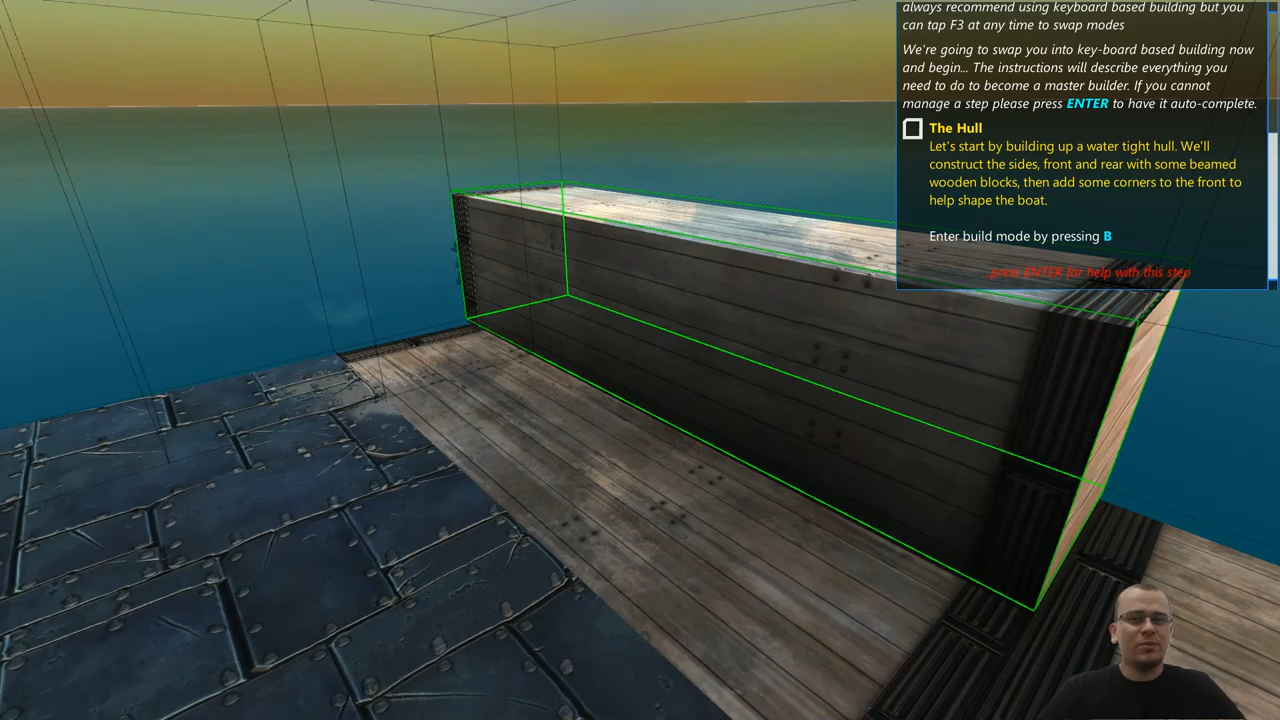 always recommend using keyboard based building but you
can tap F3 at any time to swap modes
We're going to swap you into key-board based building now
and begin... The instructions will describe everything you
need to do to become a master builder. If you cannot
manage a step please press ENTER to have it auto-complete.
The Hull
Let's start by building up a water tight hull. We'll
construct the sides, front and rear with some beamed
wooden blocks, then add some corners to the front to
help shape the boat.
Enter build mode by pressing B
press ENTER for help with this step